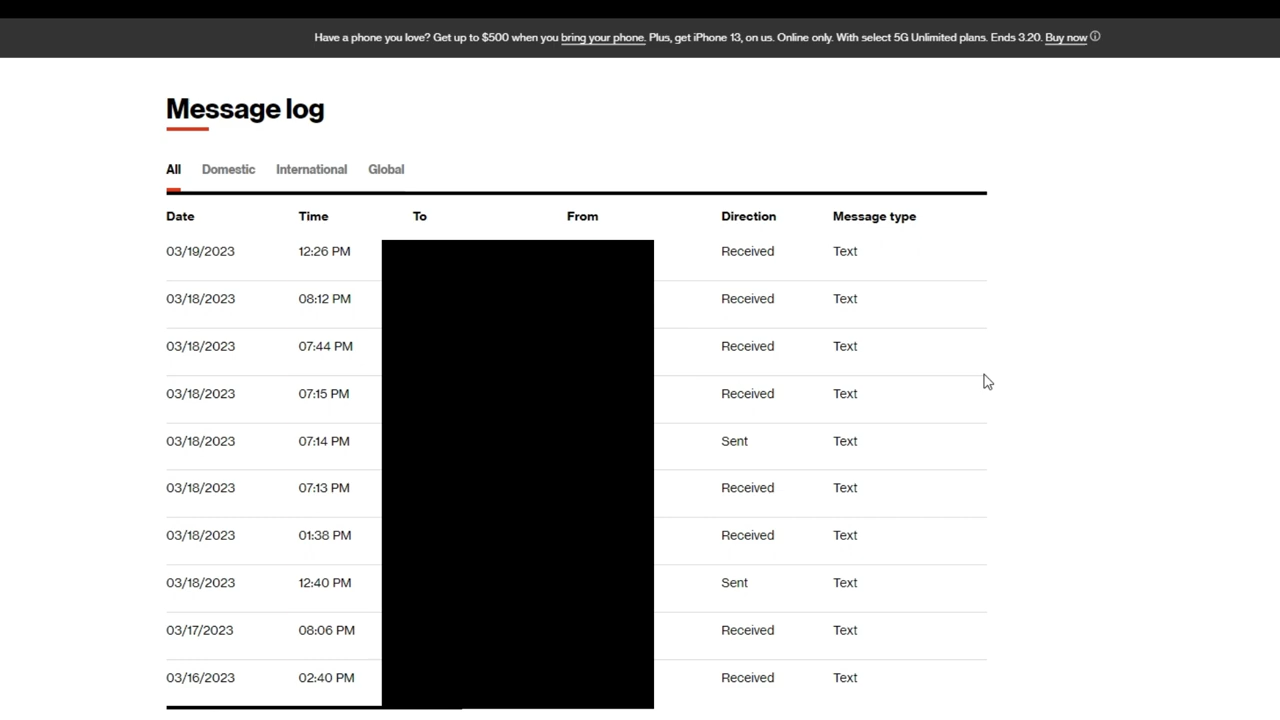 Have a phone you love? Get up to $500 when you bring your phone. Plus, get iPhone 13, on us. Online only. With select 5G Unlimited plans. Ends 3.20. Buy now
Message log
All Domestic International Global
Date Time To From Direction Message type
03/19/2023 12:26 PM Received Text
03/18/2023 08:12 PM Received Text
03/18/2023 07:44 PM Received Text
03/18/2023 07:15 PM Received Text
03/18/2023 07:14 PM Sent Text
03/18/2023 07:13 PM Received Text
03/18/2023 01:38 PM Received Text
03/18/2023 12:40 PM Sent Text
03/17/2023 08:06 PM Received Text
03/16/2023 02:40 PM Received Text